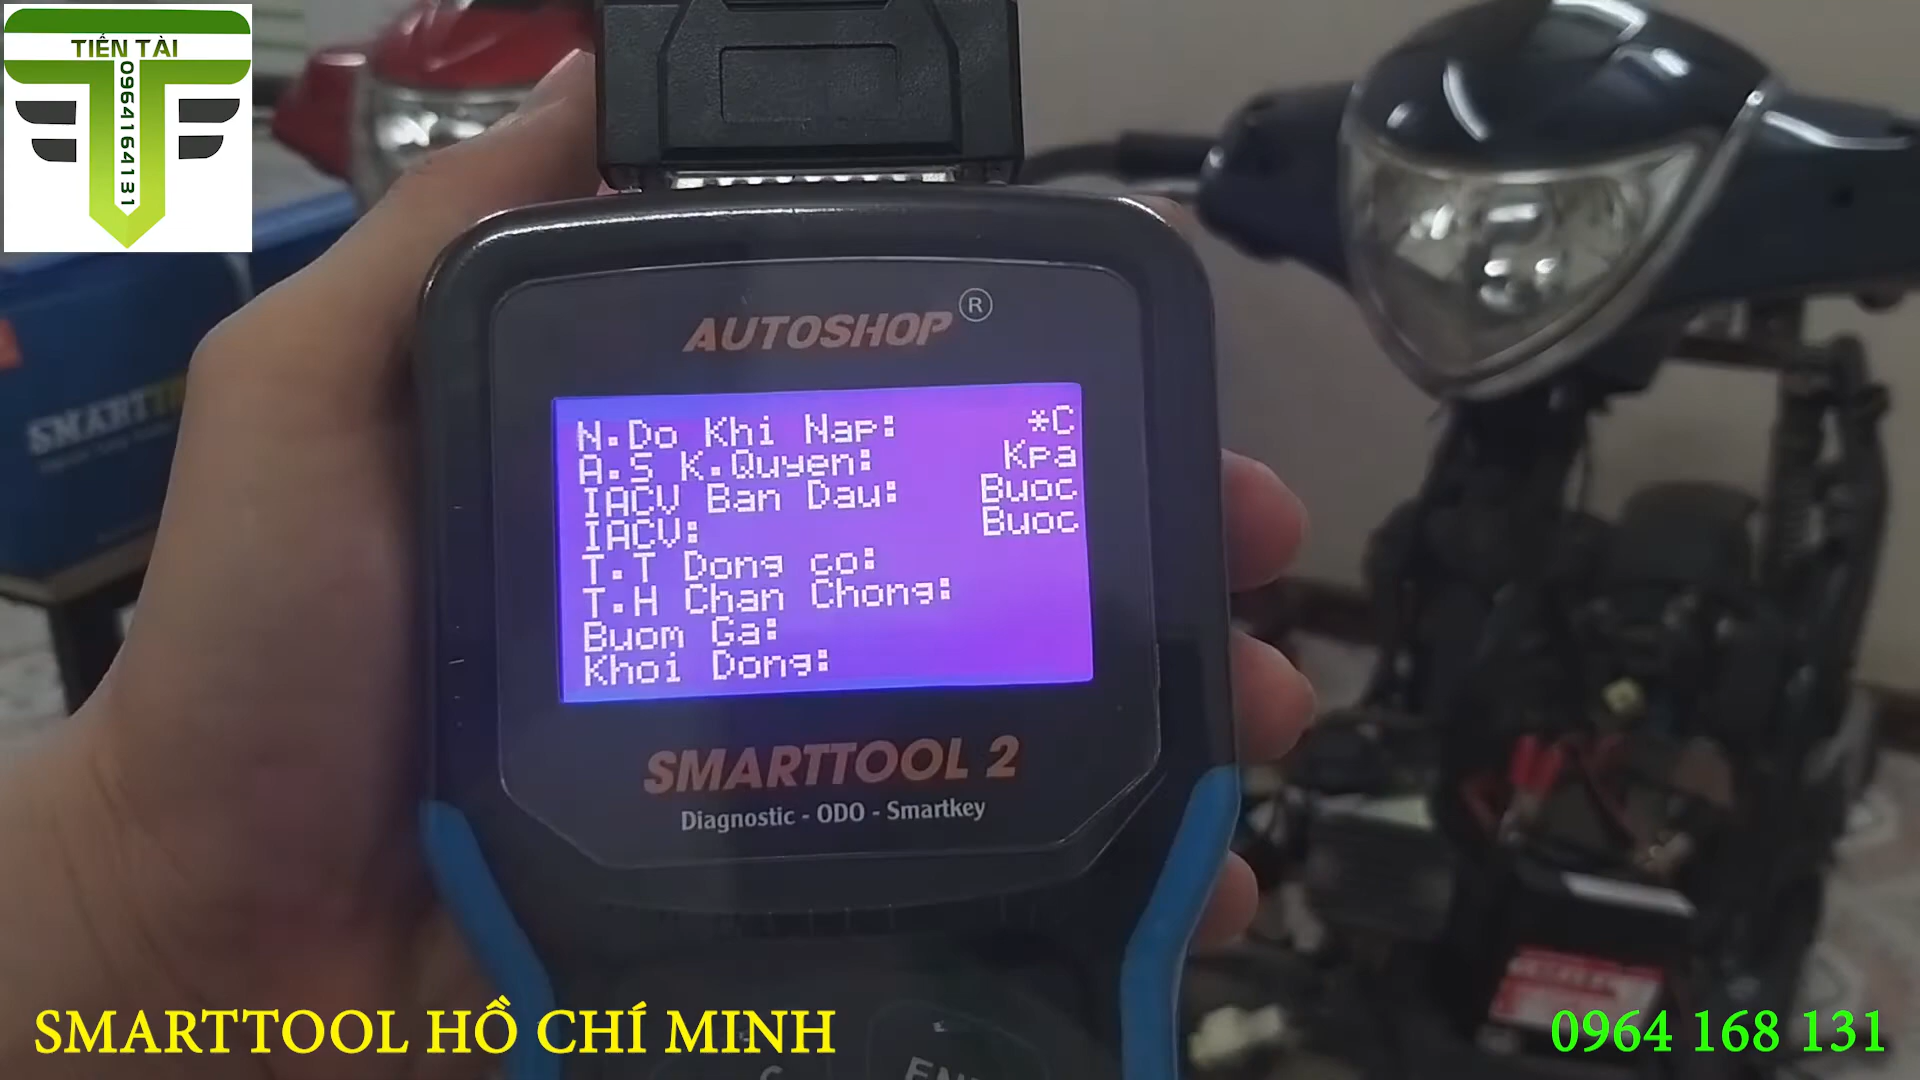 TIẾN TÀI
0964164131
SMARTT
AUTOSHOP®
N.Do Khi Nap: *C
A.S K.Quyen: Kpa
IACV Ban Dau: Buoc
IACV: Buoc
T.T Dong co:
T.H Chan Chong:
Buom Ga:
Khoi Dong:
SMARTTOOL 2
Diagnostic - ODO - Smartkey
SMARTTOOL HỒ CHÍ MINH
0964 168 131